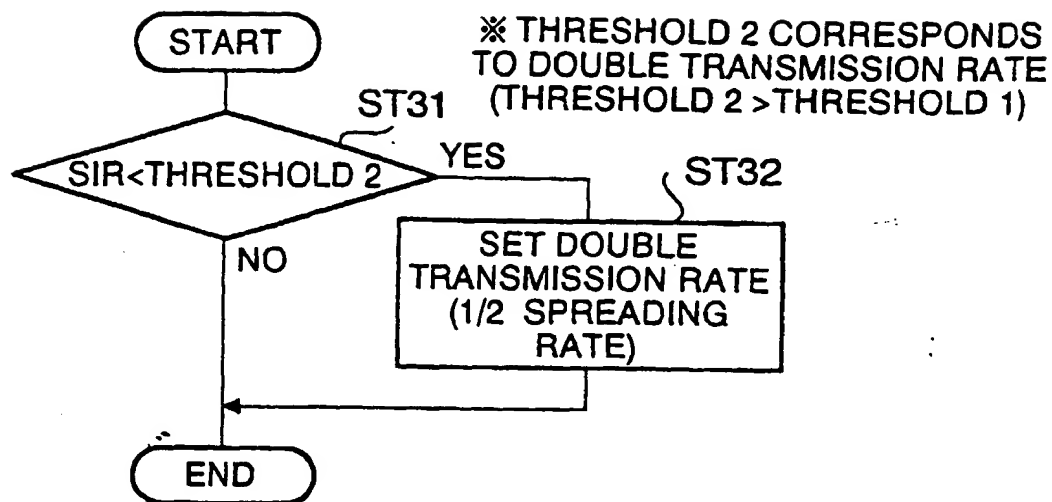 START
※ THRESHOLD 2 CORRESPONDS
TO DOUBLE TRANSMISSION RATE
(THRESHOLD 2 >THRESHOLD 1)
ST31
SIR<THRESHOLD 2
YES
ST32
SET DOUBLE
TRANSMISSION RATE
(1/2 SPREADING
RATE)
NO
END